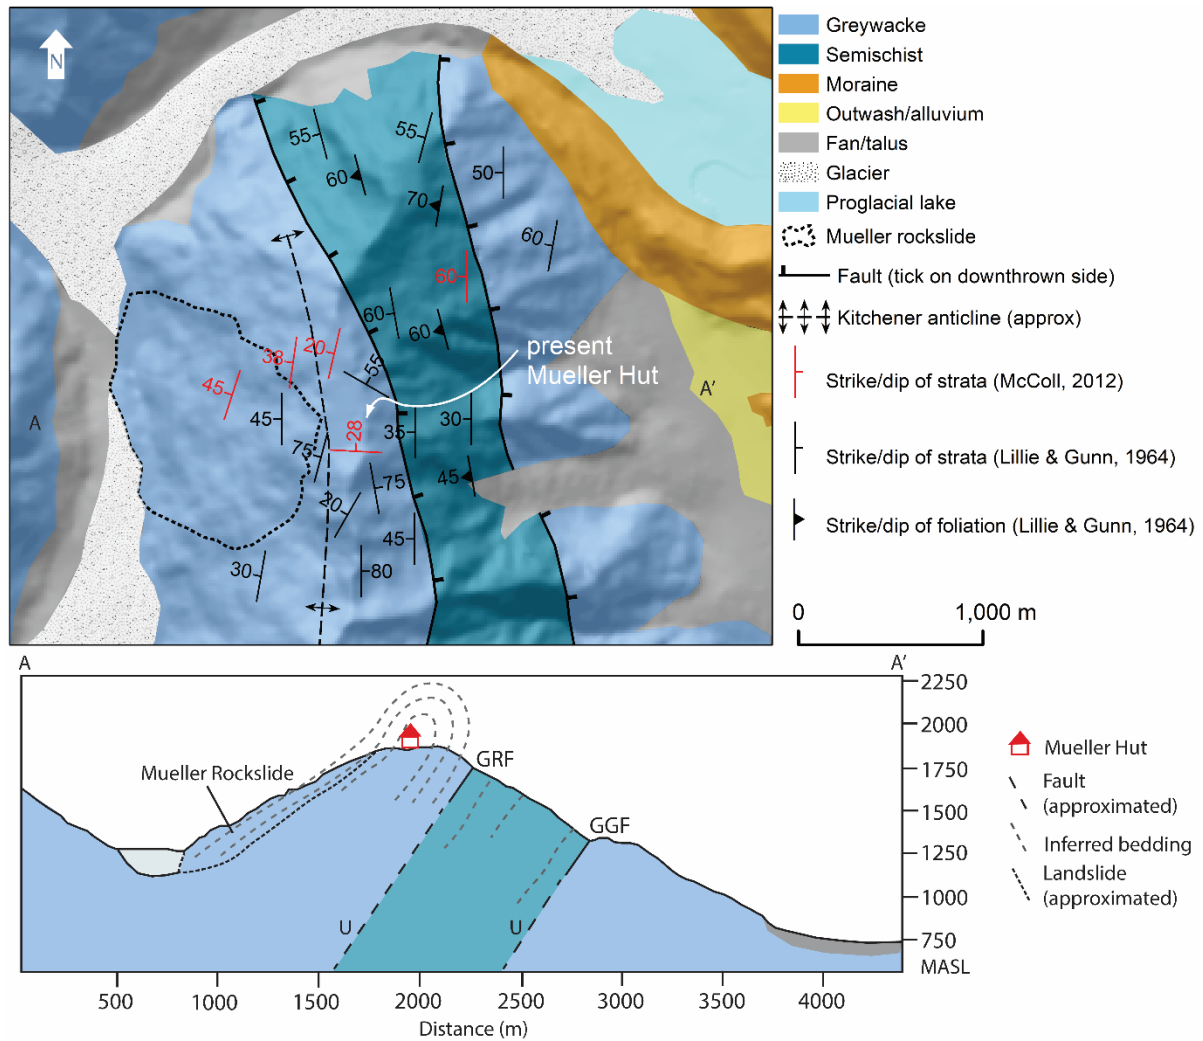 N
55
55
60
50
70
60
60
60
60
38
20
55
present
Mueller Hut
45
45
28
35
30
75
45
75
20
45
30
80
A
A'
Greywacke
Semischist
Moraine
Outwash/alluvium
Fan/talus
Glacier
Proglacial lake
Mueller rockslide
Fault (tick on downthrown side)
Kitchener anticline (approx)
Strike/dip of strata (McColl, 2012)
Strike/dip of strata (Lillie & Gunn, 1964)
Strike/dip of foliation (Lillie & Gunn, 1964)
0 1,000 m
A A'
2250
2000
1750
1500
1250
1000
750
MASL
Mueller Rockslide
GRF
GGF
U U
500 1000 1500 2000 2500 3000 3500 4000
Distance (m)
Mueller Hut
Fault
(approximated)
Inferred bedding
Landslide
(approximated)